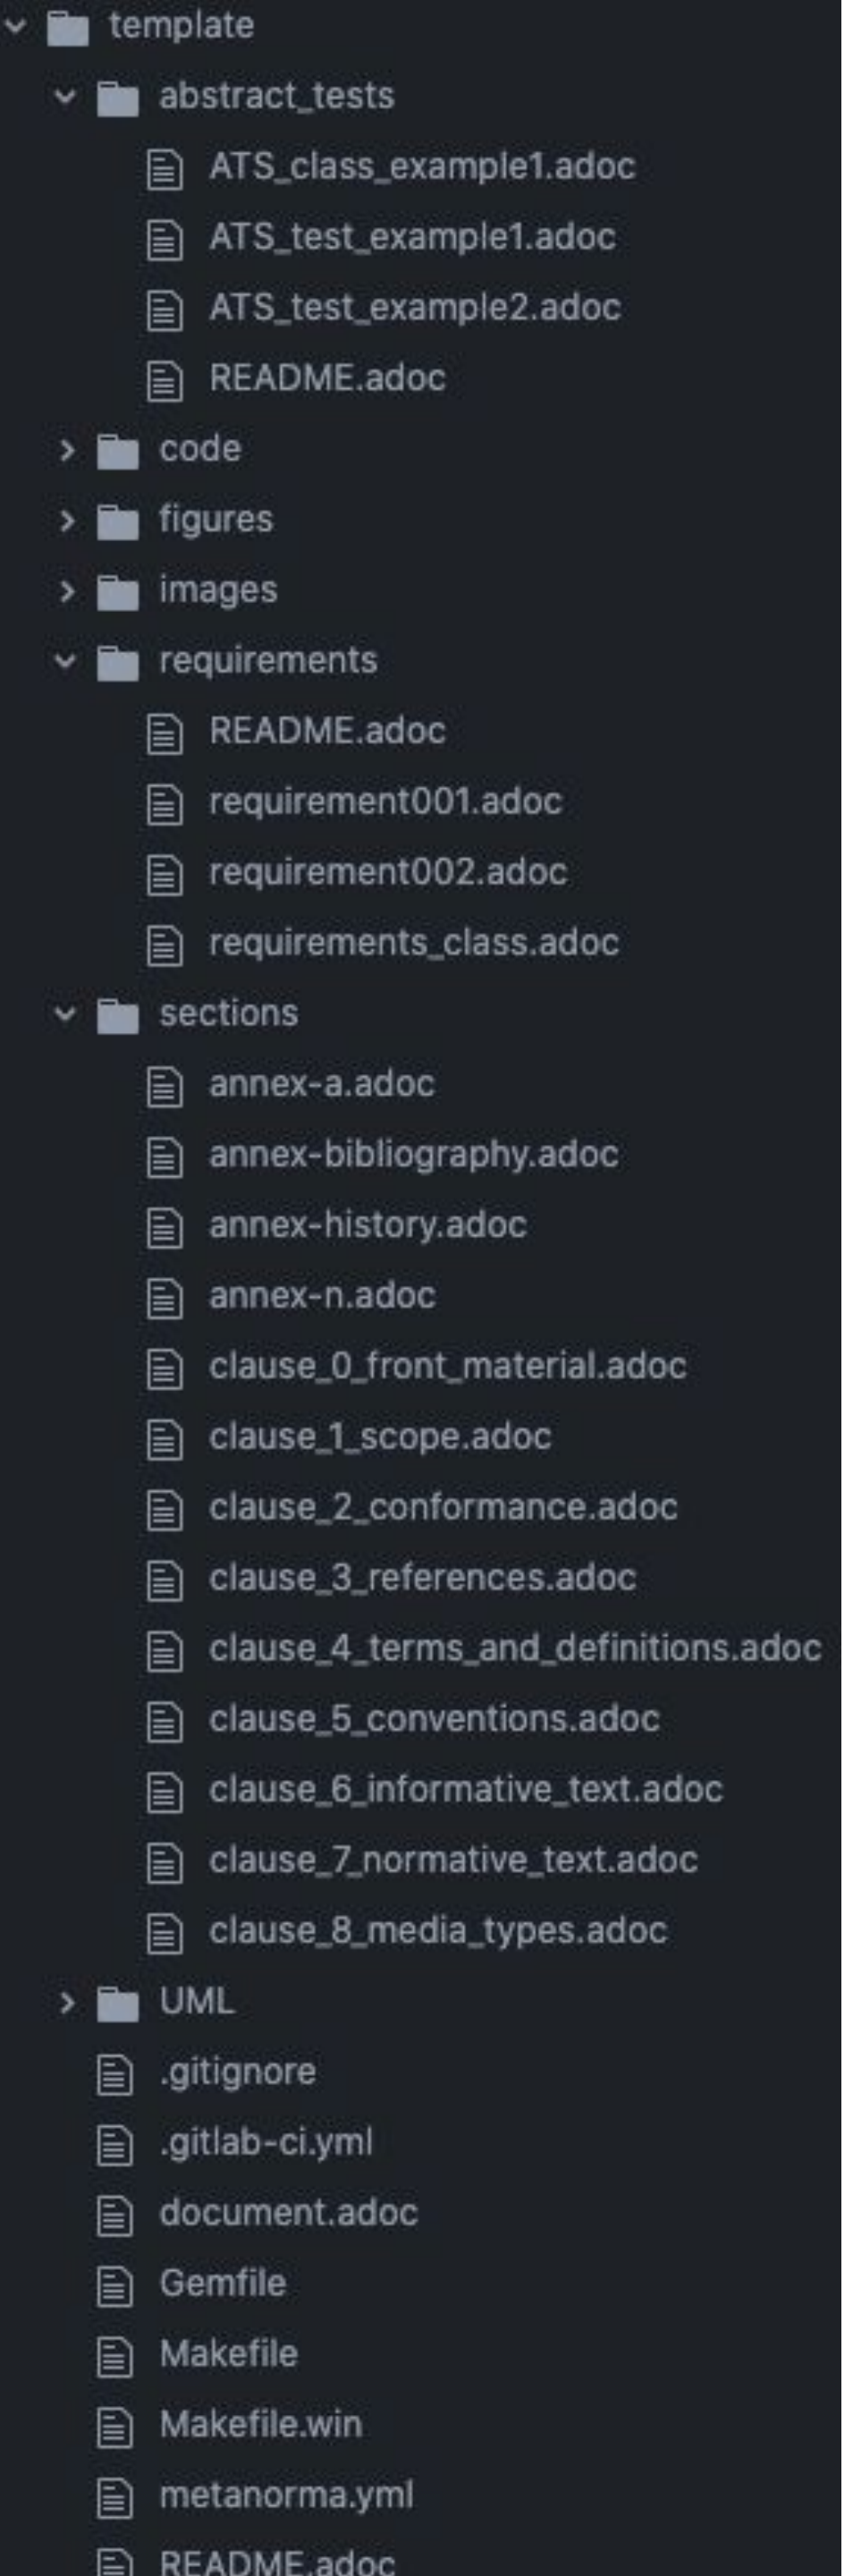 template
abstract_tests
ATS_class_example1.adoc
ATS_test_example1.adoc
ATS_test_example2.adoc
README.adoc
code
figures
images
requirements
README.adoc
requirement001.adoc
requirement002.adoc
requirements_class.adoc
sections
annex-a.adoc
annex-bibliography.adoc
annex-history.adoc
annex-n.adoc
clause_0_front_material.adoc
clause_1_scope.adoc
clause_2_conformance.adoc
clause_3_references.adoc
clause_4_terms_and_definitions.adoc
clause_5_conventions.adoc
clause_6_informative_text.adoc
clause_7_normative_text.adoc
clause_8_media_types.adoc
UML
.gitignore
.gitlab-ci.yml
document.adoc
Gemfile
Makefile
Makefile.win
metanorma.yml
README.adoc